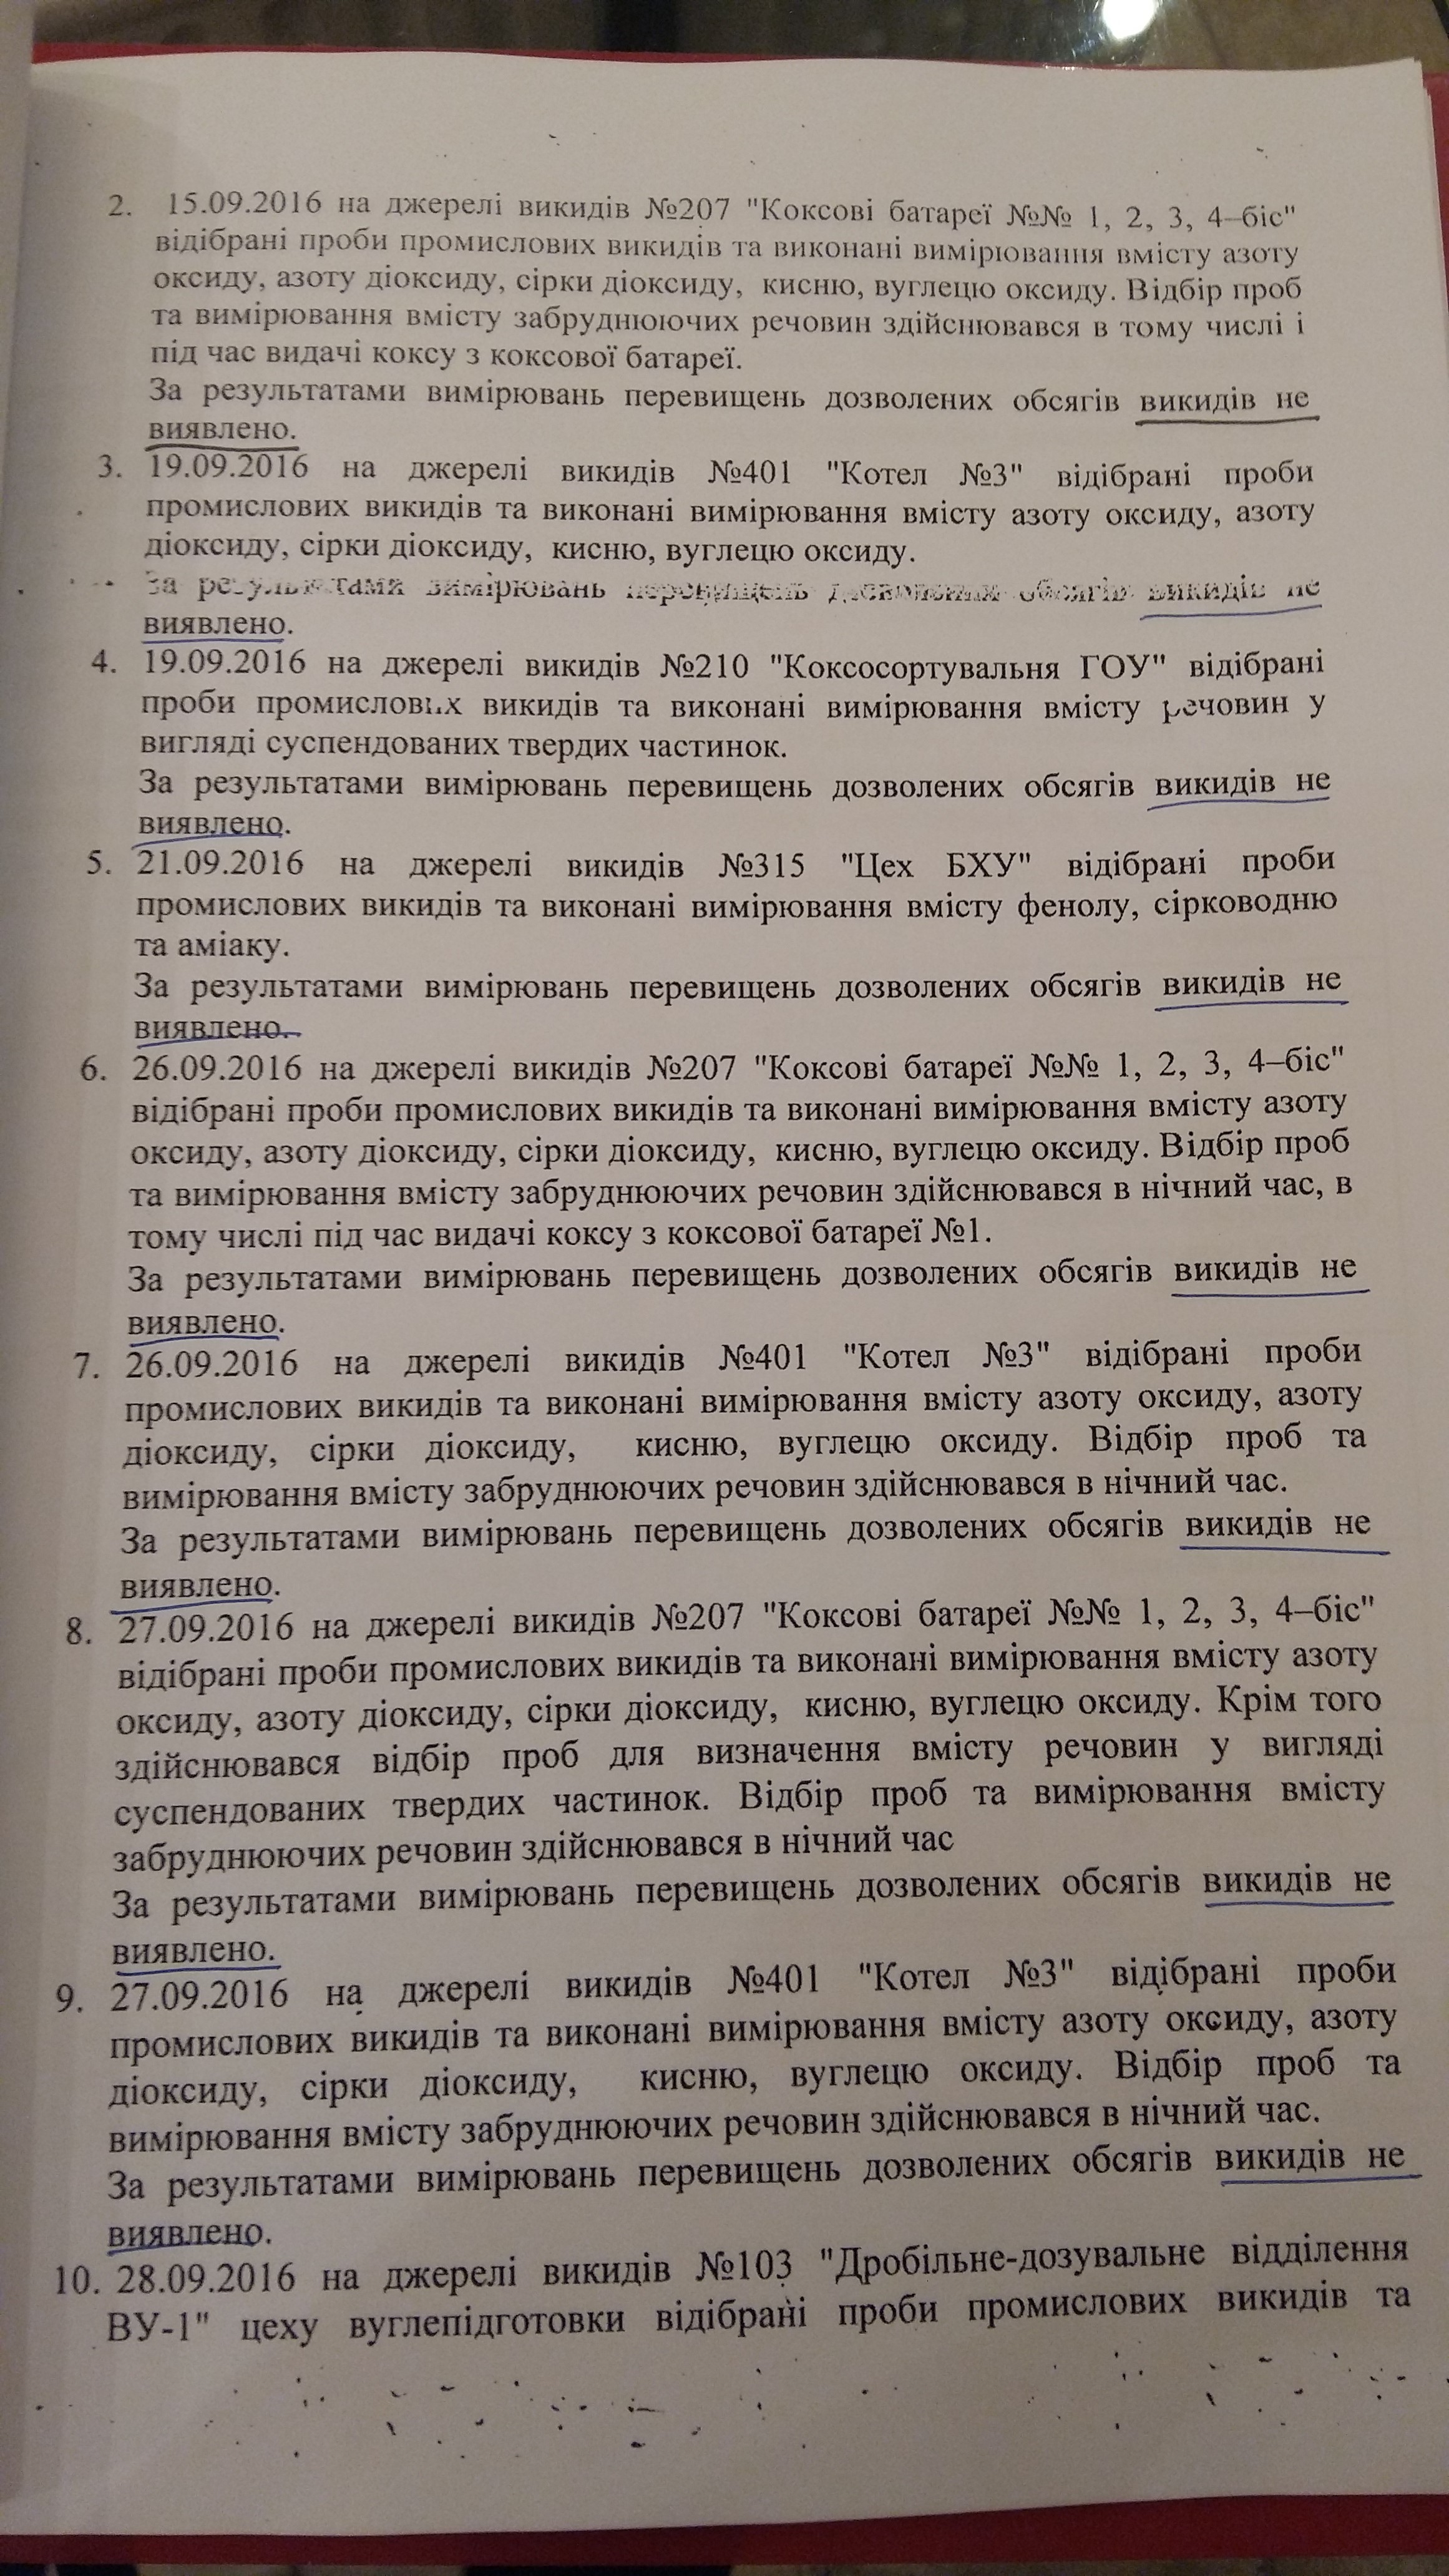 2. 15.09.2016 на джерелі викидів №207 "Коксові батареї №№ 1, 2, 3, 4–біс"
відібрані проби промислових викидів та виконані вимірювання вмісту азоту
оксиду, азоту діоксиду, сірки діоксиду, кисню, вуглецю оксиду. Відбір проб
та вимірювання вмісту забруднюючих речовин здійснювався в тому числі і
під час видачі коксу з коксової батареї.
За результатами вимірювань перевищень дозволених обсягів викидів не
виявлено.
3. 19.09.2016 на джерелі викидів №401 "Котел №3" відібрані проби
промислових викидів та виконані вимірювання вмісту азоту оксиду, азоту
діоксиду, сірки діоксиду, кисню, вуглецю оксиду.
За результатами вимірювань перевищень дозволених обсягів викидів не
виявлено.
4. 19.09.2016 на джерелі викидів №210 "Коксосортувальня ГОУ" відібрані
проби промислових викидів та виконані вимірювання вмісту речовин у
вигляді суспендованих твердих частинок.
За результатами вимірювань перевищень дозволених обсягів викидів не
виявлено.
5. 21.09.2016 на джерелі викидів №315 "Цех БХУ" відібрані проби
промислових викидів та виконані вимірювання вмісту фенолу, сірководню
та аміаку.
За результатами вимірювань перевищень дозволених обсягів викидів не
виявлено.
6. 26.09.2016 на джерелі викидів №207 "Коксові батареї №№ 1, 2, 3, 4–біс"
відібрані проби промислових викидів та виконані вимірювання вмісту азоту
оксиду, азоту діоксиду, сірки діоксиду, кисню, вуглецю оксиду. Відбір проб
та вимірювання вмісту забруднюючих речовин здійснювався в нічний час, в
тому числі під час видачі коксу з коксової батареї №1.
За результатами вимірювань перевищень дозволених обсягів викидів не
виявлено.
7. 26.09.2016 на джерелі викидів №401 "Котел №3" відібрані проби
промислових викидів та виконані вимірювання вмісту азоту оксиду, азоту
діоксиду, сірки діоксиду, кисню, вуглецю оксиду. Відбір проб та
вимірювання вмісту забруднюючих речовин здійснювався в нічний час.
За результатами вимірювань перевищень дозволених обсягів викидів не
виявлено.
8. 27.09.2016 на джерелі викидів №207 "Коксові батареї №№ 1, 2, 3, 4–біс"
відібрані проби промислових викидів та виконані вимірювання вмісту азоту
оксиду, азоту діоксиду, сірки діоксиду, кисню, вуглецю оксиду. Крім того
здійснювався відбір проб для визначення вмісту речовин у вигляді
суспендованих твердих частинок. Відбір проб та вимірювання вмісту
забруднюючих речовин здійснювався в нічний час
За результатами вимірювань перевищень дозволених обсягів викидів не
виявлено.
9. 27.09.2016 на джерелі викидів №401 "Котел №3" відібрані проби
промислових викидів та виконані вимірювання вмісту азоту оксиду, азоту
діоксиду, сірки діоксиду, кисню, вуглецю оксиду. Відбір проб та
вимірювання вмісту забруднюючих речовин здійснювався в нічний час.
За результатами вимірювань перевищень дозволених обсягів викидів не
виявлено.
10. 28.09.2016 на джерелі викидів №103 "Дробільне-дозувальне відділення
ВУ-1" цеху вуглепідготовки відібрані проби промислових викидів та